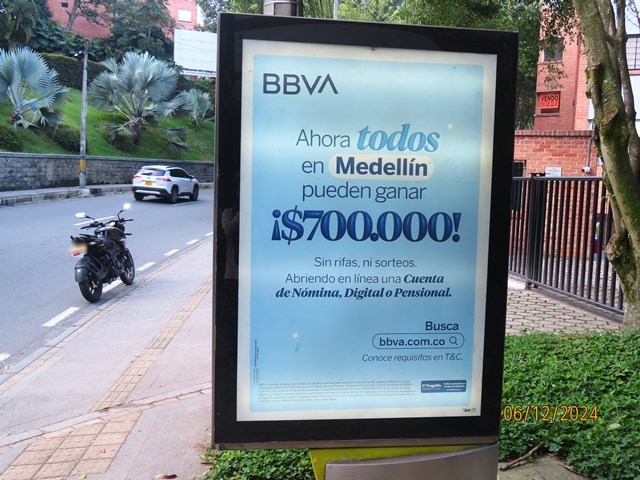 BBVA
Ahora todos
en Medellín
pueden ganar
¡$700.000!
Sin rifas, ni sorteos.
Abriendo en línea una Cuenta
de Nómina, Digital o Pensional.
Busca
bbva.com.co
Conoce requisitos en T&C.
VENDO
06/12/2024